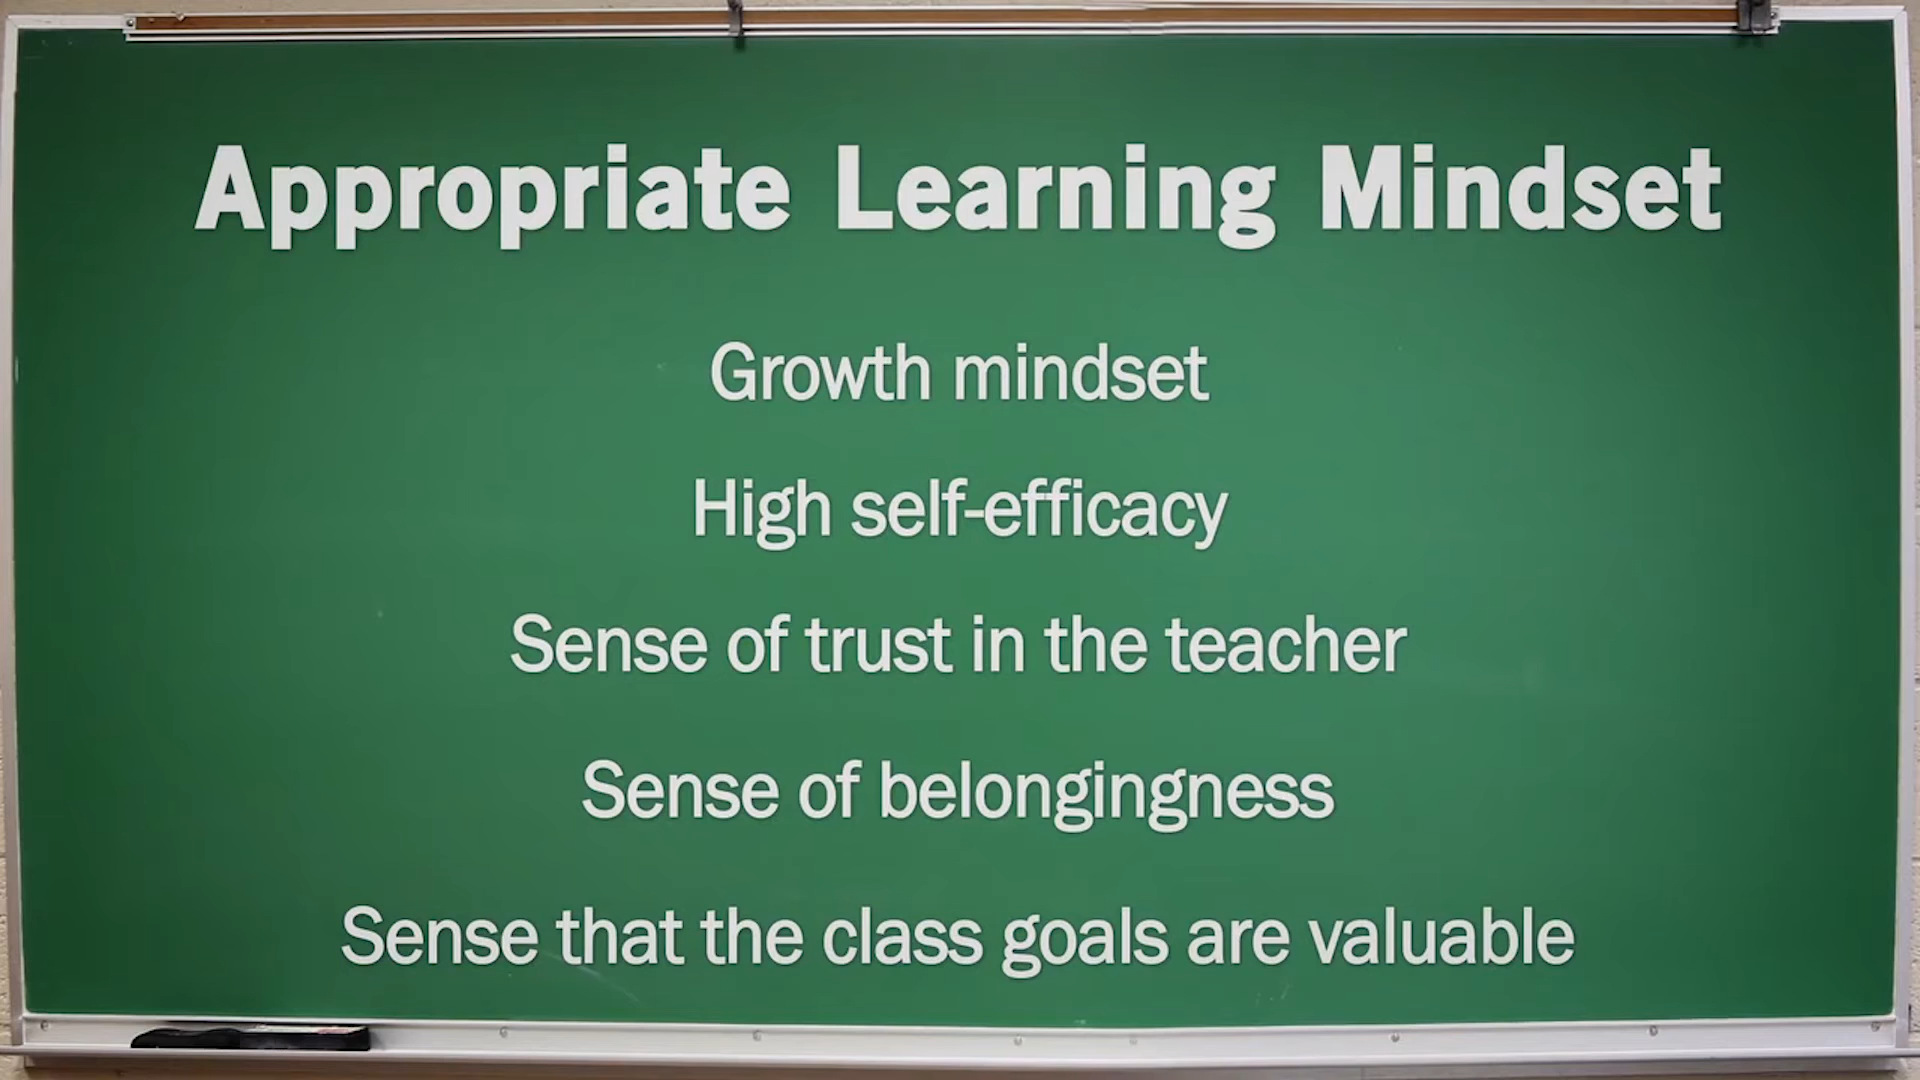 Appropriate Learning Mindset
Growth mindset
High self-efficacy
Sense of trust in the teacher
Sense of belongingness
Sense that the class goals are valuable